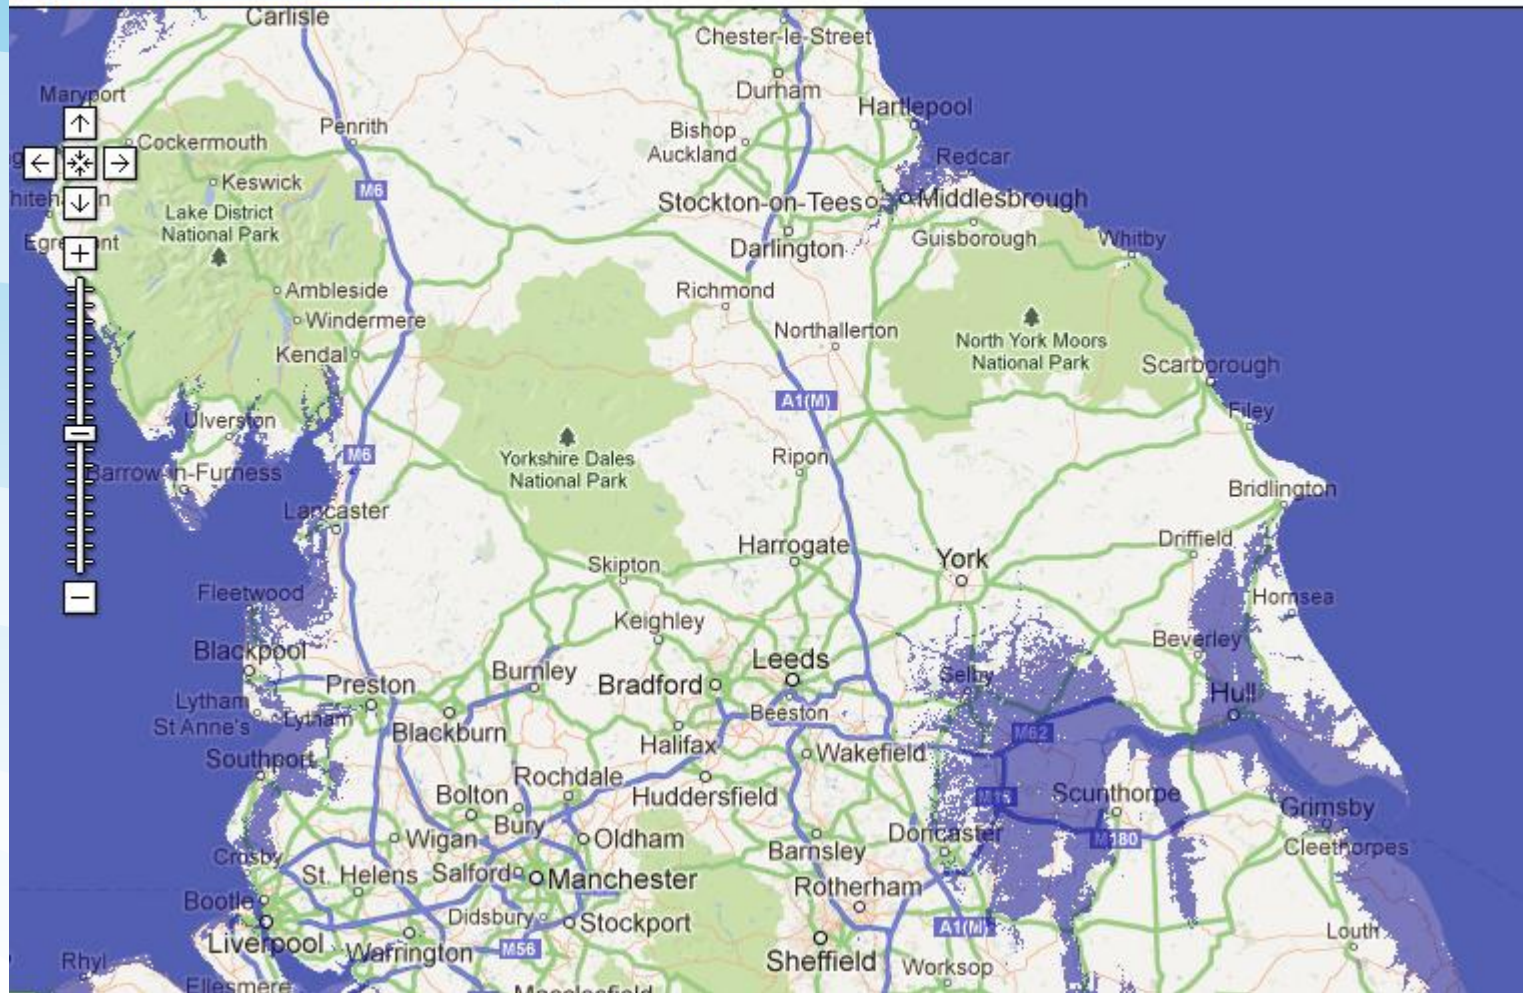 Carlisle
Chester-le-Street
Durham
Maryport
Hartlepool
Penrith
Bishop
Auckland
Cockermouth
Redcar
Keswick
M6
Stockton-on-Tees
Middlesbrough
Lake District
National Park
Guisborough
Whitby
Darlington
Ambleside
Richmond
Windermere
Northallerton
North York Moors
National Park
Kendal
Scarborough
A1(M)
Filey
Ulverston
Yorkshire Dales
National Park
M6
Ripon
Barrow-in-Furness
Bridlington
Lancaster
Driffield
Harrogate
York
Skipton
Fleetwood
Hornsea
Keighley
Beverley
Blackpool
Leeds
Burnley
Bradford
Selby
Preston
Hull
Lytham
St Anne's
Lytham
Beeston
Blackburn
M62
Halifax
Wakefield
Southport
Rochdale
Huddersfield
Bolton
Scunthorpe
Grimsby
Bury
Wigan
Oldham
Doncaster
M180
Cleethorpes
Barnsley
Crosby
St. Helens
Salford
Manchester
Rotherham
Bootle
Didsbury
Stockport
A1(M)
Liverpool
Warrington
M56
Louth
Rhyl
Sheffield
Worksop
Ellesmere